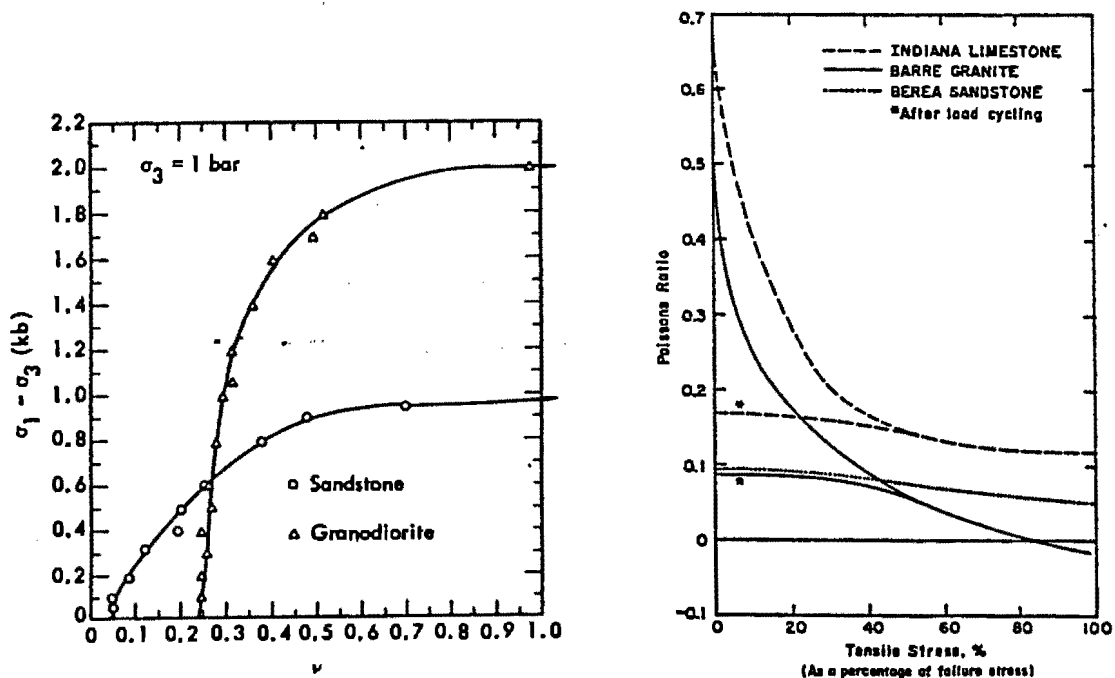 2.2
2.0
1.8
1.6
1.4
1.2
1.0
0.8
0.6
0.4
0.2
0
σ1 – σ3 (kb)
σ3 = 1 bar
Sandstone
Granodiorite
0 0.1 0.2 0.3 0.4 0.5 0.6 0.7 0.8 0.9 1.0
ν
0.7
0.6
0.5
0.4
0.3
0.2
0.1
0
-0.1
Poissons Ratio
INDIANA LIMESTONE
BARRE GRANITE
BEREA SANDSTONE
*After load cycling
*
*
0 20 40 60 80 100
Tensile Stress, %
(As a percentage of failure stress)